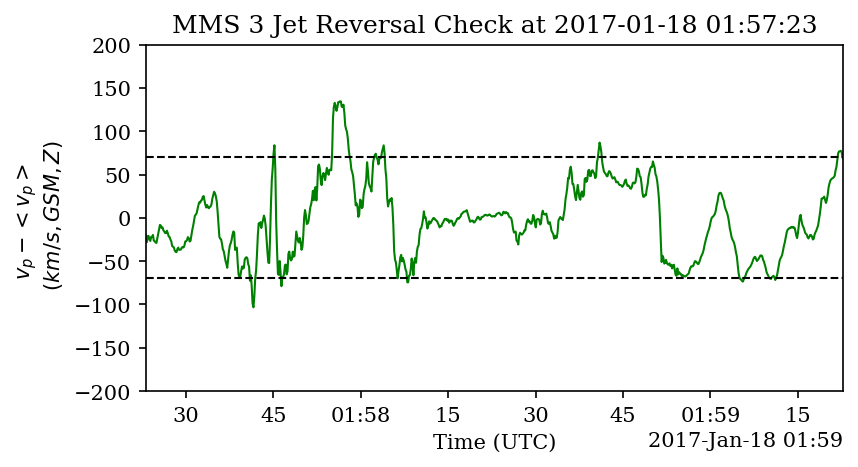 MMS 3 Jet Reversal Check at 2017-01-18 01:57:23
200
150
100
50
0
−50
−100
−150
−200
v_p − < v_p >
(km/s, GSM, Z)
30 45 01:58 15 30 45 01:59 15
Time (UTC)
2017-Jan-18 01:59